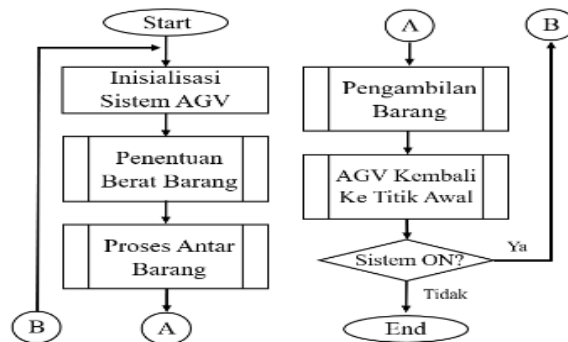 Start
Inisialisasi
Sistem AGV
Penentuan
Berat Barang
Proses Antar
Barang
B
A
A
B
Pengambilan
Barang
AGV Kembali
Ke Titik Awal
Sistem ON?
Ya
Tidak
End